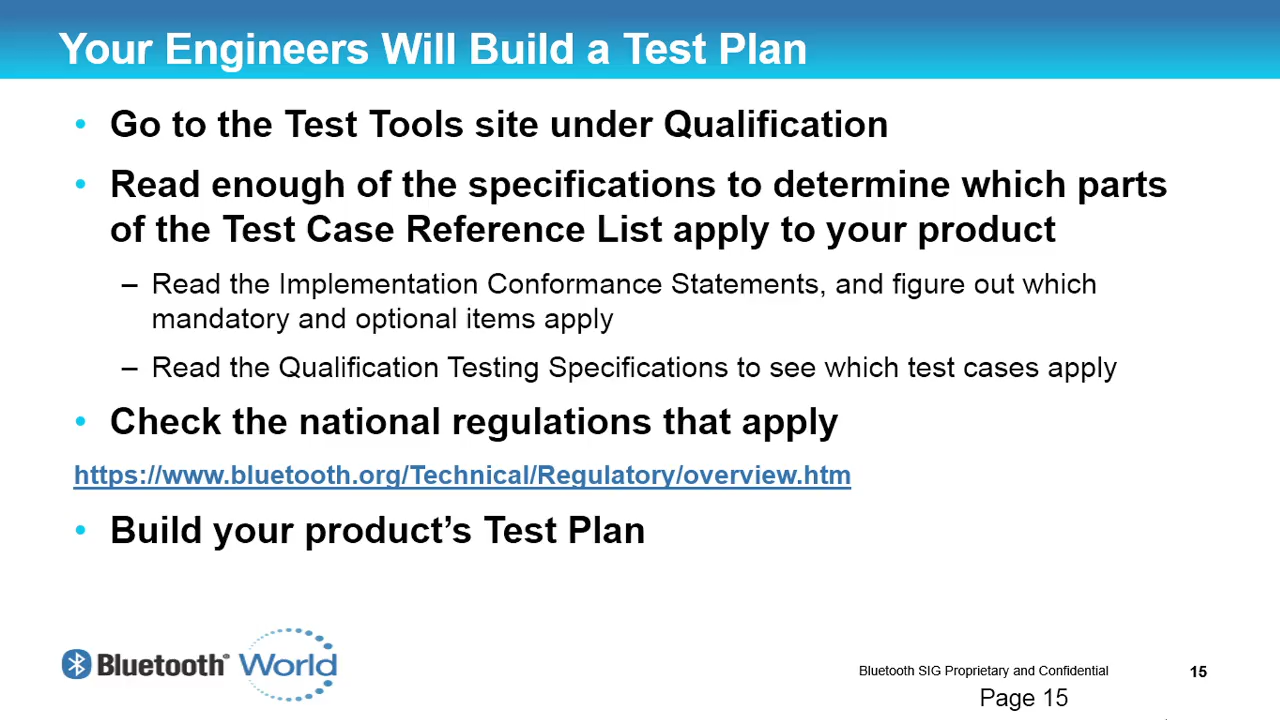 Your Engineers Will Build a Test Plan
• Go to the Test Tools site under Qualification
• Read enough of the specifications to determine which parts
of the Test Case Reference List apply to your product
– Read the Implementation Conformance Statements, and figure out which
mandatory and optional items apply
– Read the Qualification Testing Specifications to see which test cases apply
• Check the national regulations that apply
https://www.bluetooth.org/Technical/Regulatory/overview.htm
• Build your product’s Test Plan
Bluetooth® World
Bluetooth SIG Proprietary and Confidential
15
Page 15